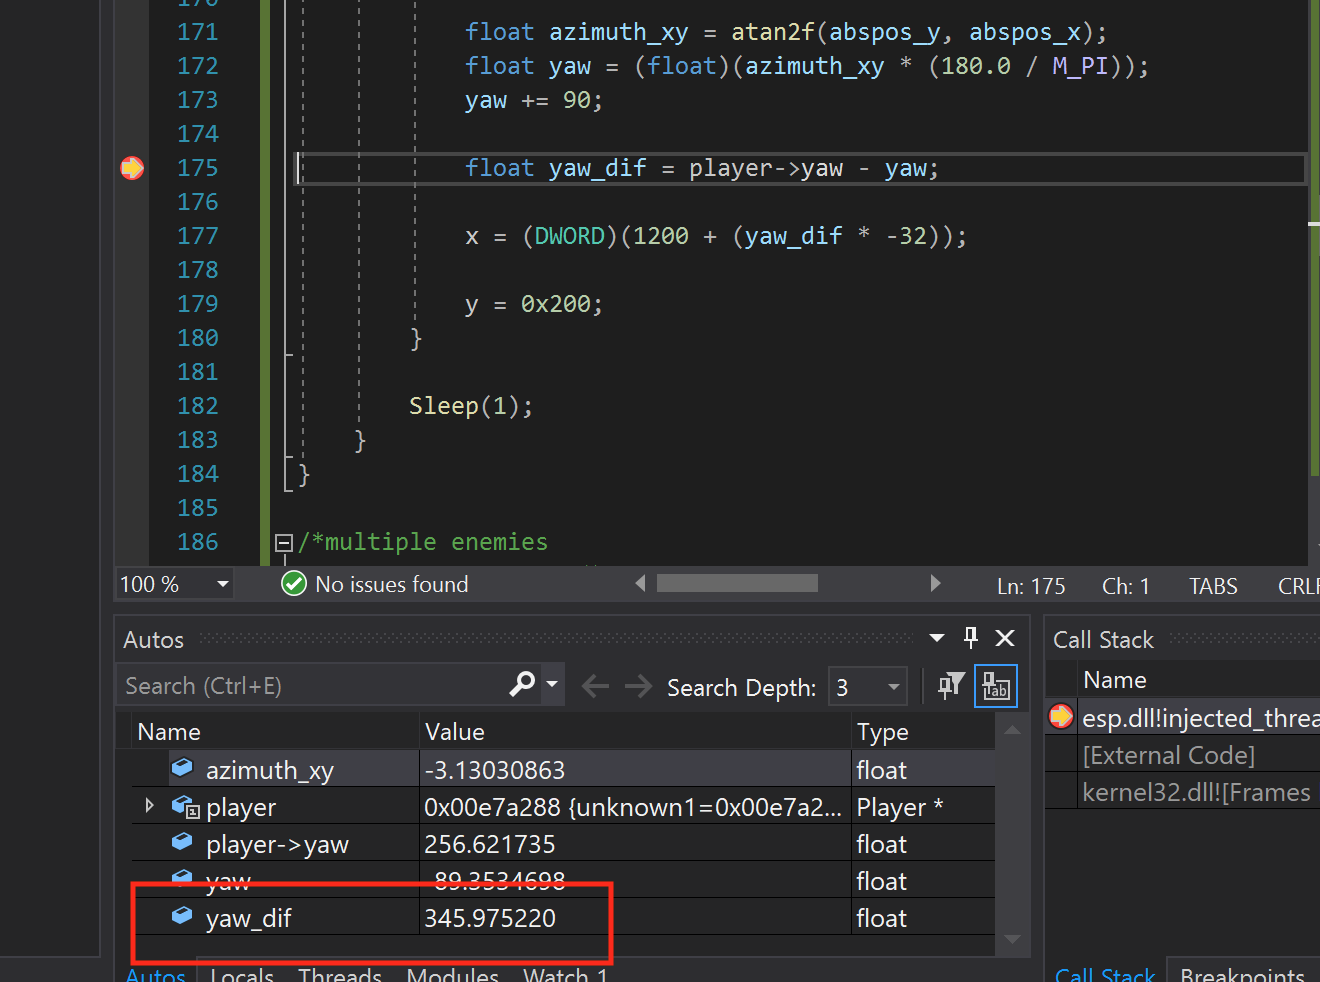 170
171 float azimuth_xy = atan2f(abspos_y, abspos_x);
172 float yaw = (float)(azimuth_xy * (180.0 / M_PI));
173 yaw += 90;
174
175 float yaw_dif = player->yaw - yaw;
176
177 x = (DWORD)(1200 + (yaw_dif * -32));
178
179 y = 0x200;
180 }
181
182 Sleep(1);
183 }
184 }
185
186 /*multiple enemies
100 % No issues found Ln: 175 Ch: 1 TABS CRLF
Autos
Search (Ctrl+E) Search Depth: 3
Name Value Type
azimuth_xy -3.13030863 float
player 0x00e7a288 {unknown1=0x00e7a2... Player *
player->yaw 256.621735 float
yaw -89.3534698 float
yaw_dif 345.975220 float
Autos Locals Threads Modules Watch 1
Call Stack
Name
esp.dll!injected_threa
[External Code]
kernel32.dll![Frames
Call Stack Breakpoints